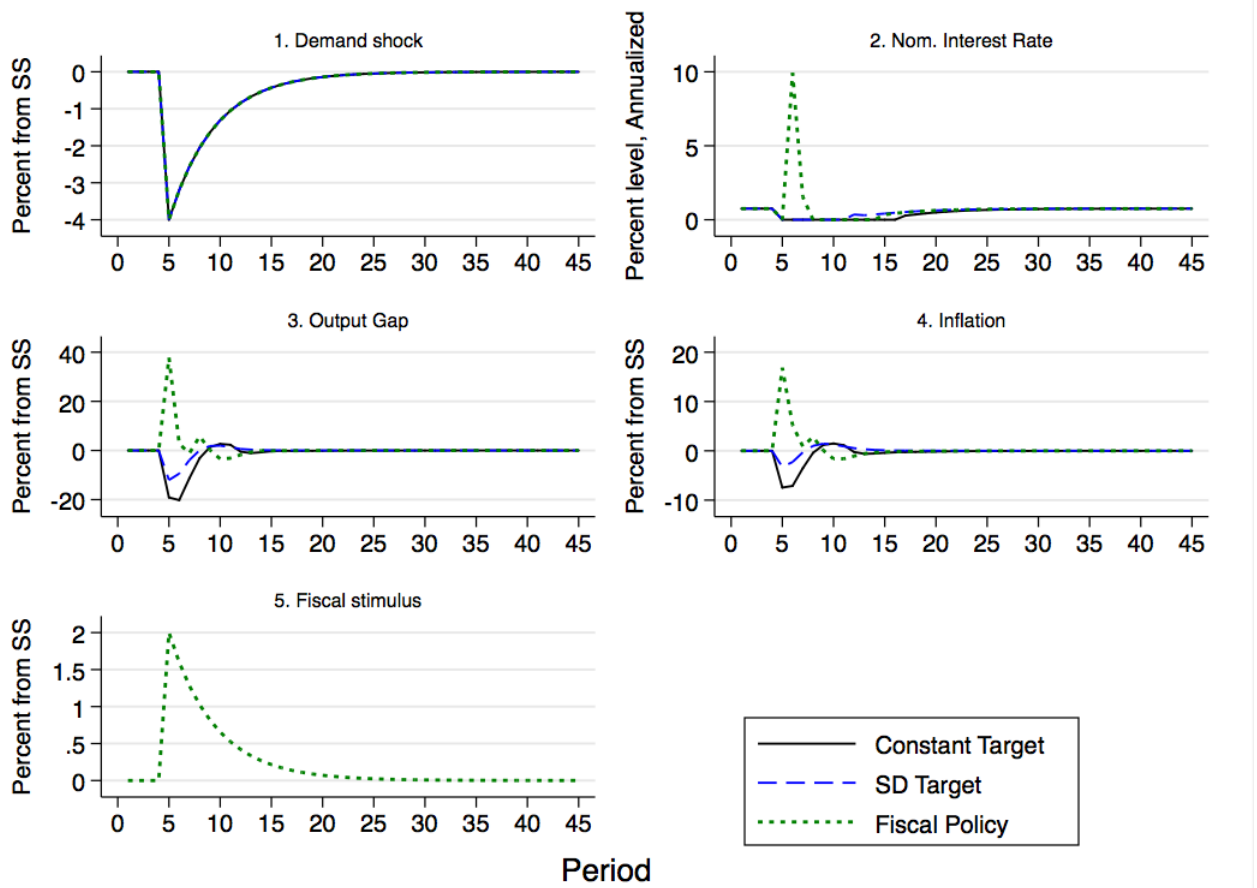 1. Demand shock
Percent from SS
0
-1
-2
-3
-4
0 5 10 15 20 25 30 35 40 45
2. Nom. Interest Rate
Percent level, Annualized
10
5
0
0 5 10 15 20 25 30 35 40 45
3. Output Gap
Percent from SS
40
20
0
-20
0 5 10 15 20 25 30 35 40 45
4. Inflation
Percent from SS
20
10
0
-10
0 5 10 15 20 25 30 35 40 45
5. Fiscal stimulus
Percent from SS
2
1.5
1
.5
0
0 5 10 15 20 25 30 35 40 45
Constant Target
SD Target
Fiscal Policy
Period